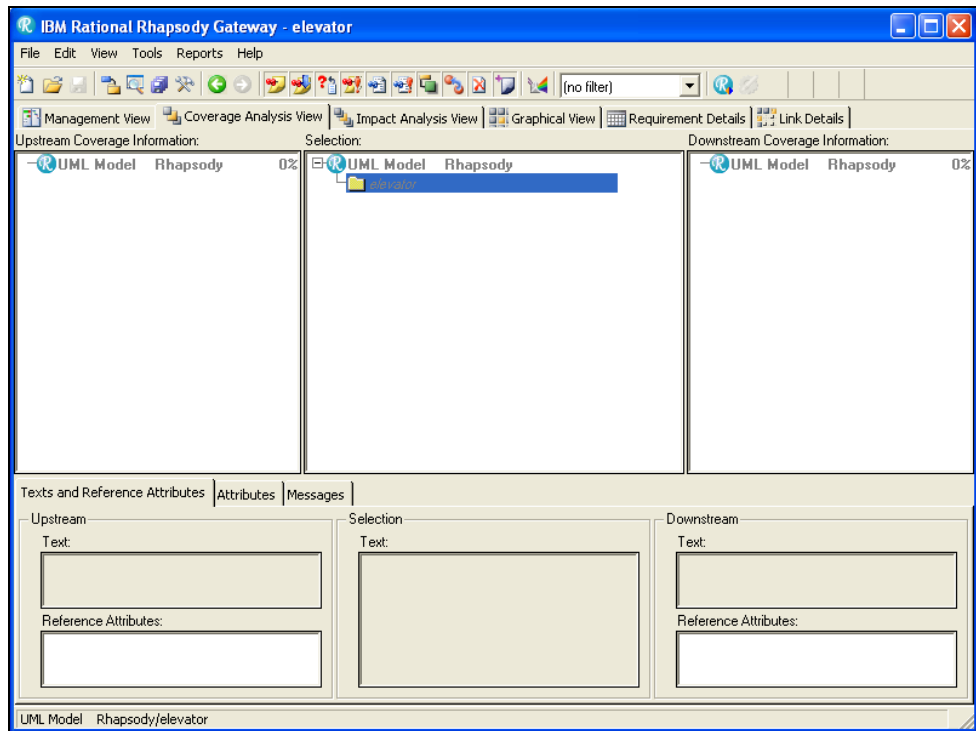 IBM Rational Rhapsody Gateway - elevator
File Edit View Tools Reports Help
(no filter)
Management View Coverage Analysis View Impact Analysis View Graphical View Requirement Details Link Details
Upstream Coverage Information: Selection: Downstream Coverage Information:
UML Model Rhapsody 0% UML Model Rhapsody UML Model Rhapsody 0%
elevator
Texts and Reference Attributes Attributes Messages
Upstream Selection Downstream
Text: Text: Text:
Reference Attributes: Reference Attributes:
UML Model Rhapsody/elevator